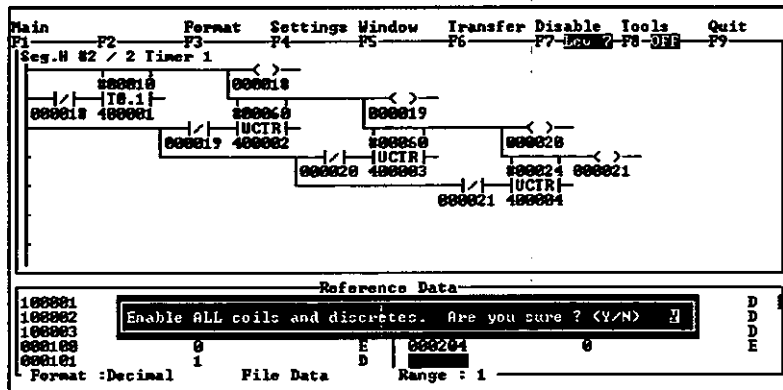 Main Format Settings Window Transfer Disable Tools Quit
F1 F2 F3 F4 F5 F6 F7-Lev ? F8-OFF F9
Seg.# #2 / 2 Timer 1
#00010 000018
000018 T0.1 400001 #00060 000019
000019 UCTR 400002 #00060 000020
000020 UCTR 400003 #00024 000021
000021 UCTR 400004
Reference Data
100001 D
100002 Enable ALL coils and discretes. Are you sure ? (Y/N) D
100003 D
000100 0 E 000204 0 E
000101 1 D
Format :Decimal File Data Range : 1